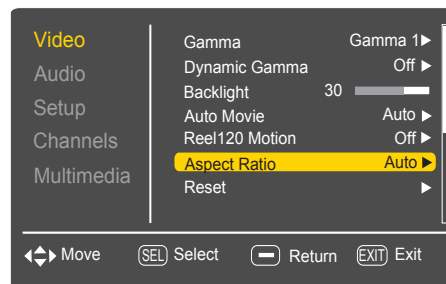 Video
Audio
Setup
Channels
Multimedia
Gamma Gamma 1
Dynamic Gamma Off
Backlight 30
Auto Movie Auto
Reel120 Motion Off
Aspect Ratio Auto
Reset
Move SEL Select Return EXIT Exit